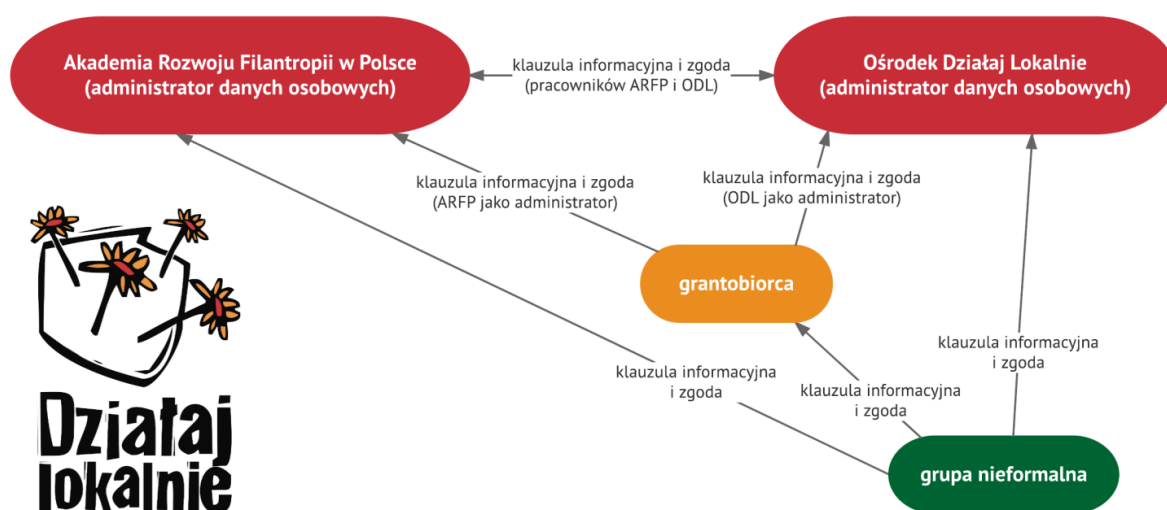 Akademia Rozwoju Filantropii w Polsce
(administrator danych osobowych)
klauzula informacyjna i zgoda
(pracowników ARFP i ODL)
Ośrodek Działaj Lokalnie
(administrator danych osobowych)
klauzula informacyjna i zgoda
(ARFP jako administrator)
klauzula informacyjna i zgoda
(ODL jako administrator)
grantobiorca
klauzula informacyjna
i zgoda
klauzula informacyjna
i zgoda
klauzula informacyjna
i zgoda
grupa nieformalna
Działaj
lokalnie